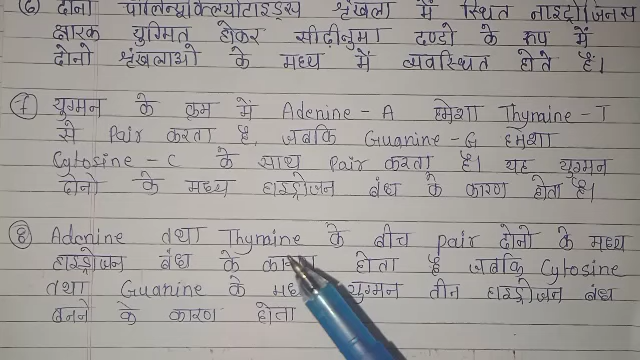 ⑥ दोनो पॉलिन्यूक्लियोटाइड्स श्रृंखला में स्थित नाइट्रोजिनस
क्षारक युग्मित होकर सीढ़ीनुमा दण्डो के रूप में
दोनो श्रृंखलाओ के मध्य में व्यवस्थित होते हैं।
⑦ युग्मन के क्रम में Adenine - A हमेशा Thymine - T
से Pair करता है, जबकि Guanine - G हमेशा
Cytosine - C के साथ Pair करता है। यह युग्मन
दोनो के मध्य हाइड्रोजन बंध के कारण होता है।
⑧ Adenine तथा Thymine के बीच Pair दोनो के मध्य
हाइड्रोजन बंध के कारण होता है जबकि Cytosine
तथा Guanine के मध्य युग्मन तीन हाइड्रोजन बंध
बनने के कारण होता